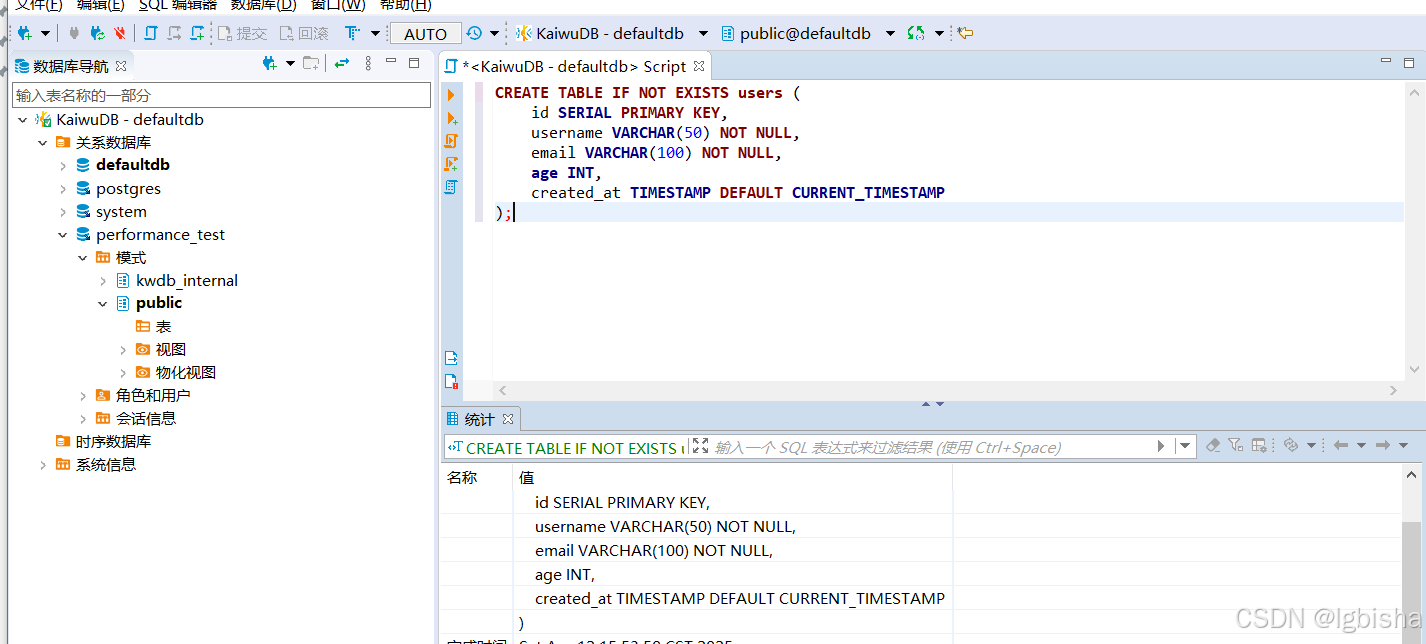 文件(F) 编辑(E) SQL 编辑器 数据库(D) 窗口(W) 帮助(H)
提交 回滚 AUTO KaiwuDB - defaultdb public@defaultdb
数据库导航
输入表名称的一部分
KaiwuDB - defaultdb
关系数据库
defaultdb
postgres
system
performance_test
模式
kwdb_internal
public
表
视图
物化视图
角色和用户
会话信息
时序数据库
系统信息
*<KaiwuDB - defaultdb> Script
CREATE TABLE IF NOT EXISTS users (
id SERIAL PRIMARY KEY,
username VARCHAR(50) NOT NULL,
email VARCHAR(100) NOT NULL,
age INT,
created_at TIMESTAMP DEFAULT CURRENT_TIMESTAMP
);
统计
CREATE TABLE IF NOT EXISTS 输入一个 SQL 表达式来过滤结果 (使用 Ctrl+Space)
名称 值
id SERIAL PRIMARY KEY,
username VARCHAR(50) NOT NULL,
email VARCHAR(100) NOT NULL,
age INT,
created_at TIMESTAMP DEFAULT CURRENT_TIMESTAMP
)
CSDN @lgbisha